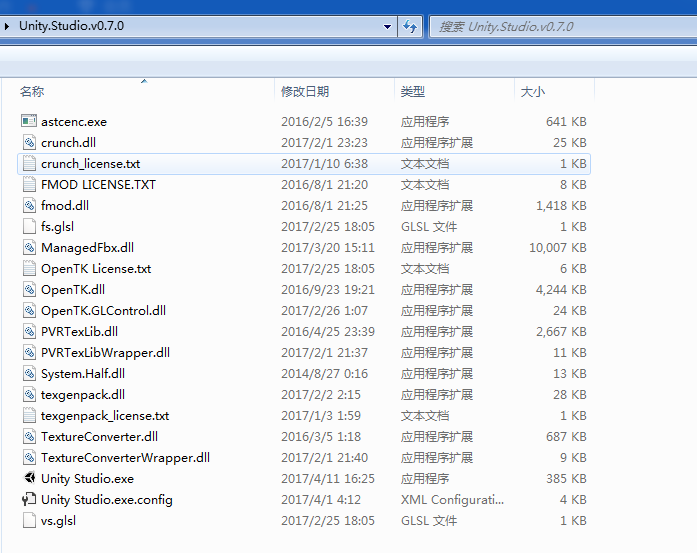 Unity.Studio.v0.7.0 搜索 Unity.Studio.v0.7.0
名称 修改日期 类型 大小
astcenc.exe 2016/2/5 16:39 应用程序 641 KB
crunch.dll 2017/2/1 23:23 应用程序扩展 25 KB
crunch_license.txt 2017/1/10 6:38 文本文档 1 KB
FMOD LICENSE.TXT 2016/8/1 21:20 文本文档 8 KB
fmod.dll 2016/8/1 21:25 应用程序扩展 1,418 KB
fs.glsl 2017/2/25 18:05 GLSL 文件 1 KB
ManagedFbx.dll 2017/3/20 15:11 应用程序扩展 10,007 KB
OpenTK License.txt 2017/2/25 18:05 文本文档 6 KB
OpenTK.dll 2016/9/23 19:21 应用程序扩展 4,244 KB
OpenTK.GLControl.dll 2017/2/26 1:07 应用程序扩展 24 KB
PVRTexLib.dll 2016/4/25 23:39 应用程序扩展 2,667 KB
PVRTexLibWrapper.dll 2017/2/1 21:37 应用程序扩展 11 KB
System.Half.dll 2014/8/27 0:16 应用程序扩展 13 KB
texgenpack.dll 2017/2/2 2:15 应用程序扩展 28 KB
texgenpack_license.txt 2017/1/3 1:59 文本文档 1 KB
TextureConverter.dll 2016/3/5 1:18 应用程序扩展 687 KB
TextureConverterWrapper.dll 2017/2/1 21:40 应用程序扩展 9 KB
Unity Studio.exe 2017/4/11 16:25 应用程序 385 KB
Unity Studio.exe.config 2017/4/1 4:12 XML Configurati... 4 KB
vs.glsl 2017/2/25 18:05 GLSL 文件 1 KB